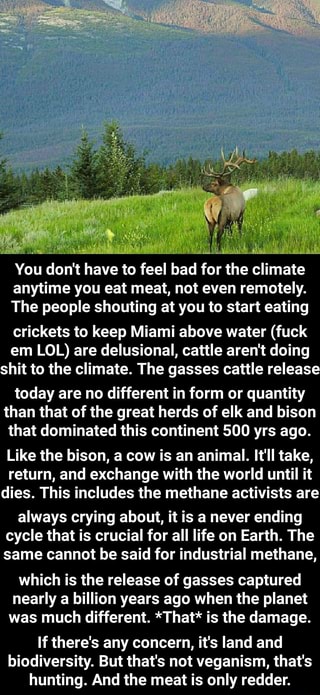 You don't have to feel bad for the climate
anytime you eat meat, not even remotely.
The people shouting at you to start eating
crickets to keep Miami above water (fuck
em LOL) are delusional, cattle aren't doing
shit to the climate. The gasses cattle release
today are no different in form or quantity
than that of the great herds of elk and bison
that dominated this continent 500 yrs ago.
Like the bison, a cow is an animal. It'll take,
return, and exchange with the world until it
dies. This includes the methane activists are
always crying about, it is a never ending
cycle that is crucial for all life on Earth. The
same cannot be said for industrial methane,
which is the release of gasses captured
nearly a billion years ago when the planet
was much different. *That* is the damage.
If there's any concern, it's land and
biodiversity. But that's not veganism, that's
hunting. And the meat is only redder.